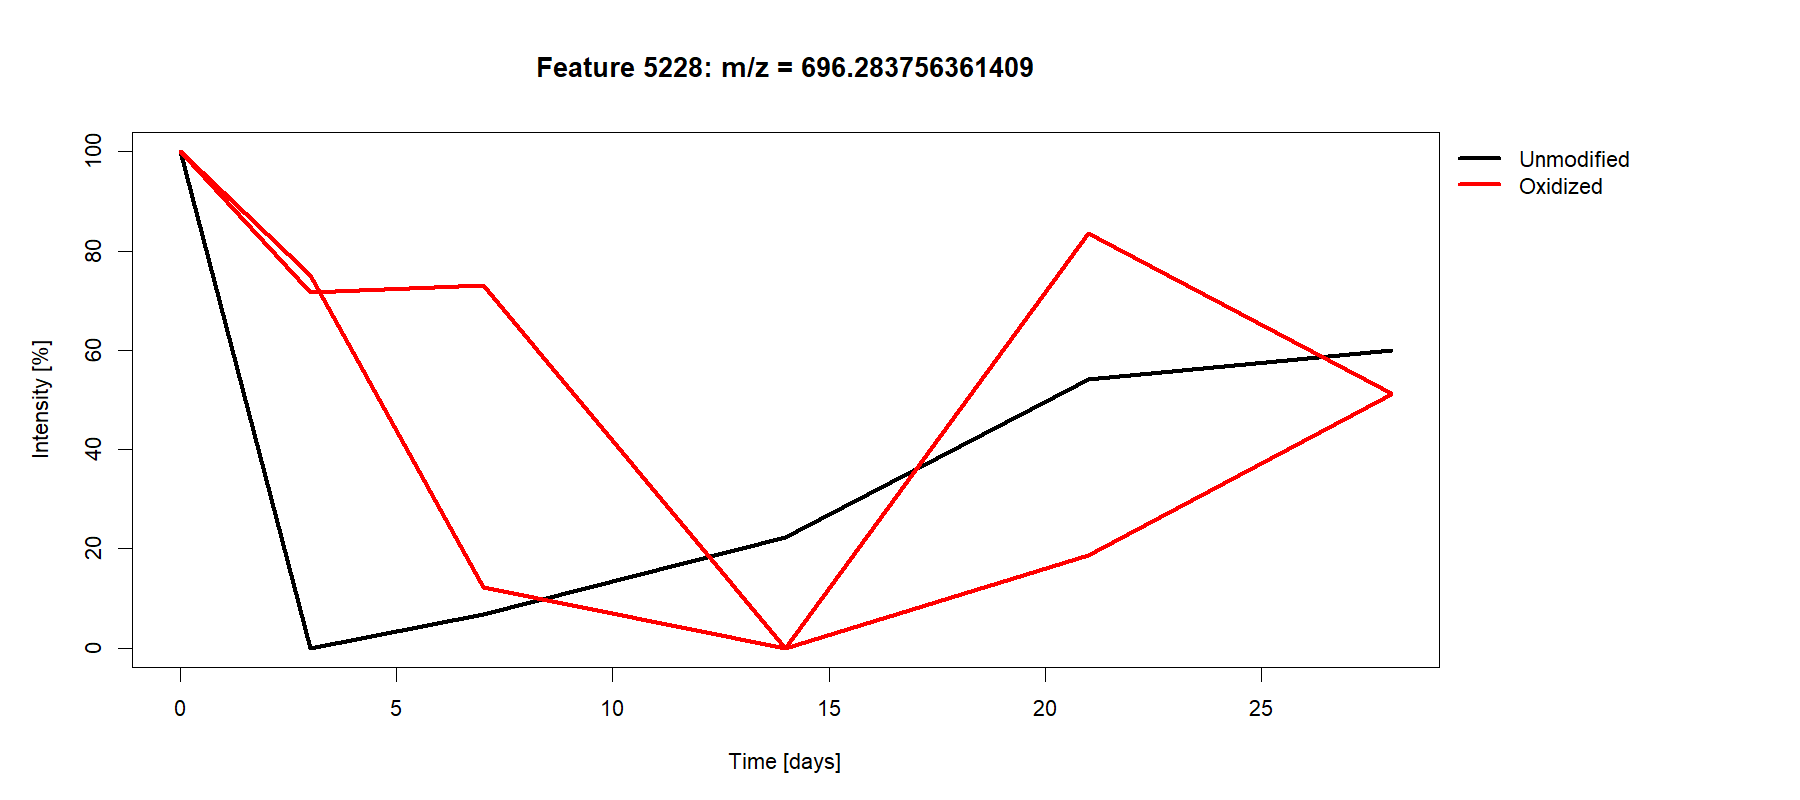 Feature 5228: m/z = 696.283756361409
100
80
60
40
20
0
Intensity [%]
0 5 10 15 20 25
Time [days]
Unmodified
Oxidized